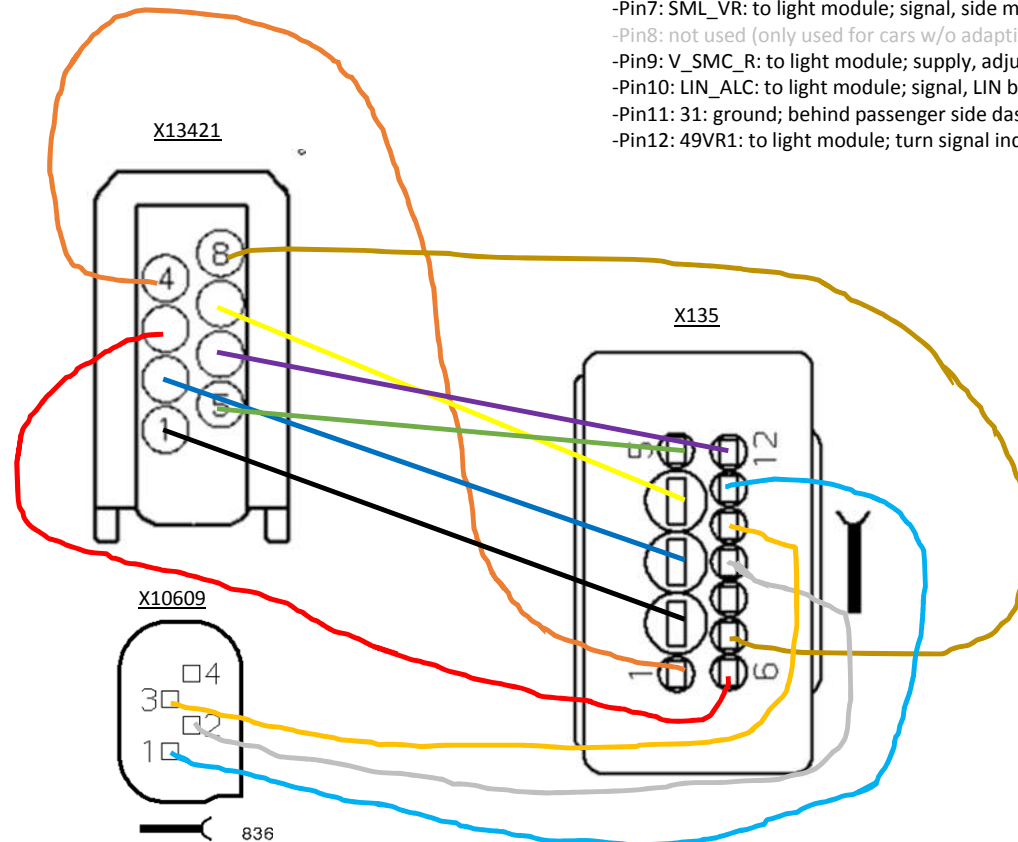 -Pin7: SML_VR: to light module; signal, side m
-Pin8: not used (only used for cars w/o adapti
-Pin9: V_SMC_R: to light module; supply, adju
-Pin10: LIN_ALC: to light module; signal, LIN b
-Pin11: 31: ground; behind passenger side das
-Pin12: 49VR1: to light module; turn signal ind
X13421
8
4
X135
5
1
5
12
X10609
4
3
2
1
1
6
836